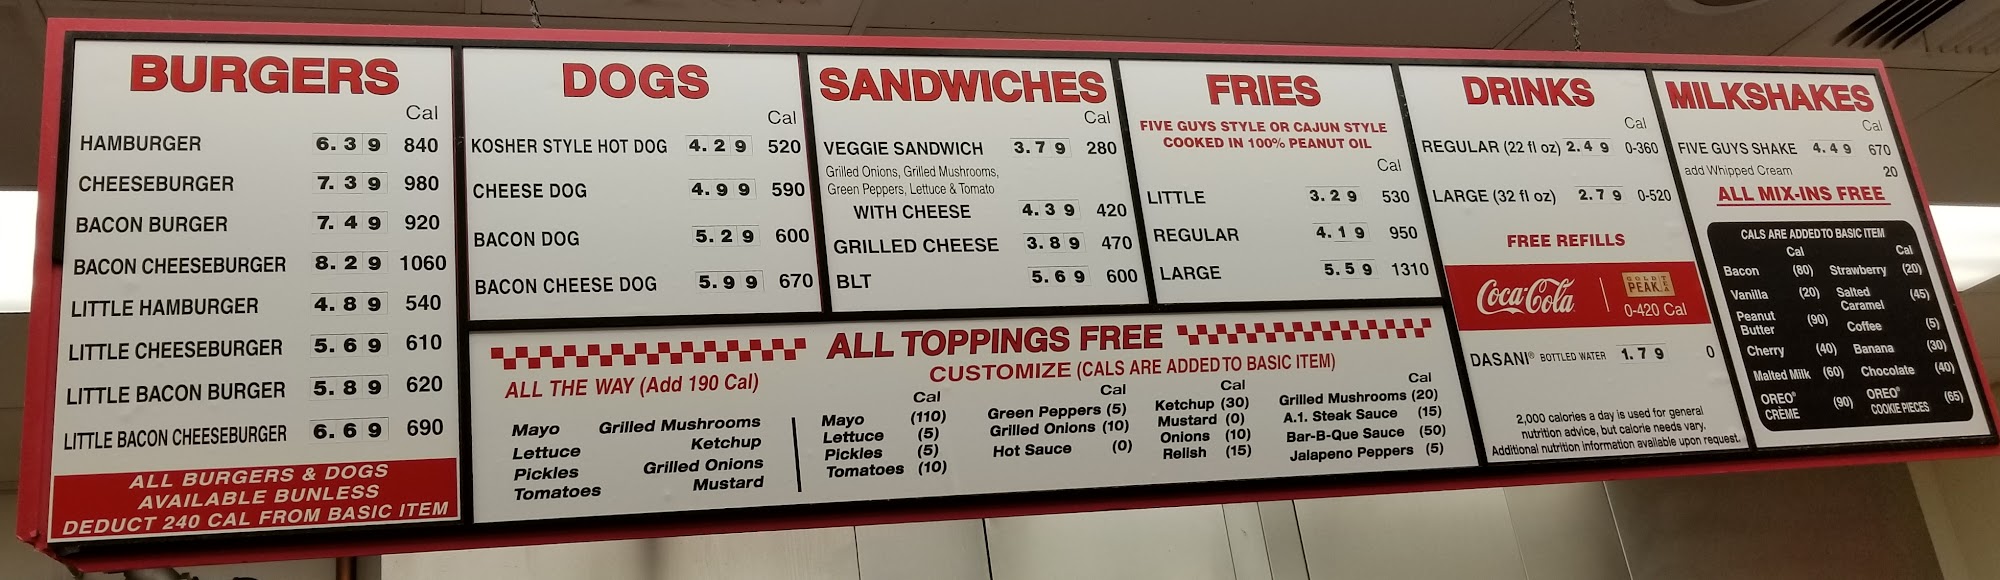 BURGERS
Cal
HAMBURGER 6.39 840
CHEESEBURGER 7.39 980
BACON BURGER 7.49 920
BACON CHEESEBURGER 8.29 1060
LITTLE HAMBURGER 4.89 540
LITTLE CHEESEBURGER 5.69 610
LITTLE BACON BURGER 5.89 620
LITTLE BACON CHEESEBURGER 6.69 690
ALL BURGERS & DOGS
AVAILABLE BUNLESS
DEDUCT 240 CAL FROM BASIC ITEM
DOGS
Cal
KOSHER STYLE HOT DOG 4.29 520
CHEESE DOG 4.99 590
BACON DOG 5.29 600
BACON CHEESE DOG 5.99 670
SANDWICHES
Cal
VEGGIE SANDWICH 3.79 280
Grilled Onions, Grilled Mushrooms,
Green Peppers, Lettuce & Tomato
WITH CHEESE 4.39 420
GRILLED CHEESE 3.89 470
BLT 5.69 600
FRIES
FIVE GUYS STYLE OR CAJUN STYLE
COOKED IN 100% PEANUT OIL
Cal
LITTLE 3.29 530
REGULAR 4.19 950
LARGE 5.59 1310
ALL TOPPINGS FREE
ALL THE WAY (Add 190 Cal)
Mayo Grilled Mushrooms
Lettuce Ketchup
Pickles Grilled Onions
Tomatoes Mustard
CUSTOMIZE (CALS ARE ADDED TO BASIC ITEM)
Cal
Mayo (110)
Lettuce (5)
Pickles (5)
Tomatoes (10)
Cal
Green Peppers (5)
Grilled Onions (10)
Hot Sauce (0)
Cal
Ketchup (30)
Mustard (0)
Onions (10)
Relish (15)
Cal
Grilled Mushrooms (20)
A.1. Steak Sauce (15)
Bar-B-Que Sauce (50)
Jalapeno Peppers (5)
DRINKS
Cal
REGULAR (22 fl oz) 2.49 0-360
LARGE (32 fl oz) 2.79 0-520
FREE REFILLS
Coca-Cola
GOLD PEAK TEA
0-420 Cal
DASANI® BOTTLED WATER 1.79 0
2,000 calories a day is used for general
nutrition advice, but calorie needs vary.
Additional nutrition information available upon request.
MILKSHAKES
Cal
FIVE GUYS SHAKE 4.49 670
add Whipped Cream 20
ALL MIX-INS FREE
CALS ARE ADDED TO BASIC ITEM
Cal Cal
Bacon (80) Strawberry (20)
Vanilla (20) Salted Caramel (45)
Peanut Butter (90) Coffee (5)
Cherry (40) Banana (30)
Malted Milk (60) Chocolate (40)
OREO® CRÈME (90) OREO® COOKIE PIECES (65)